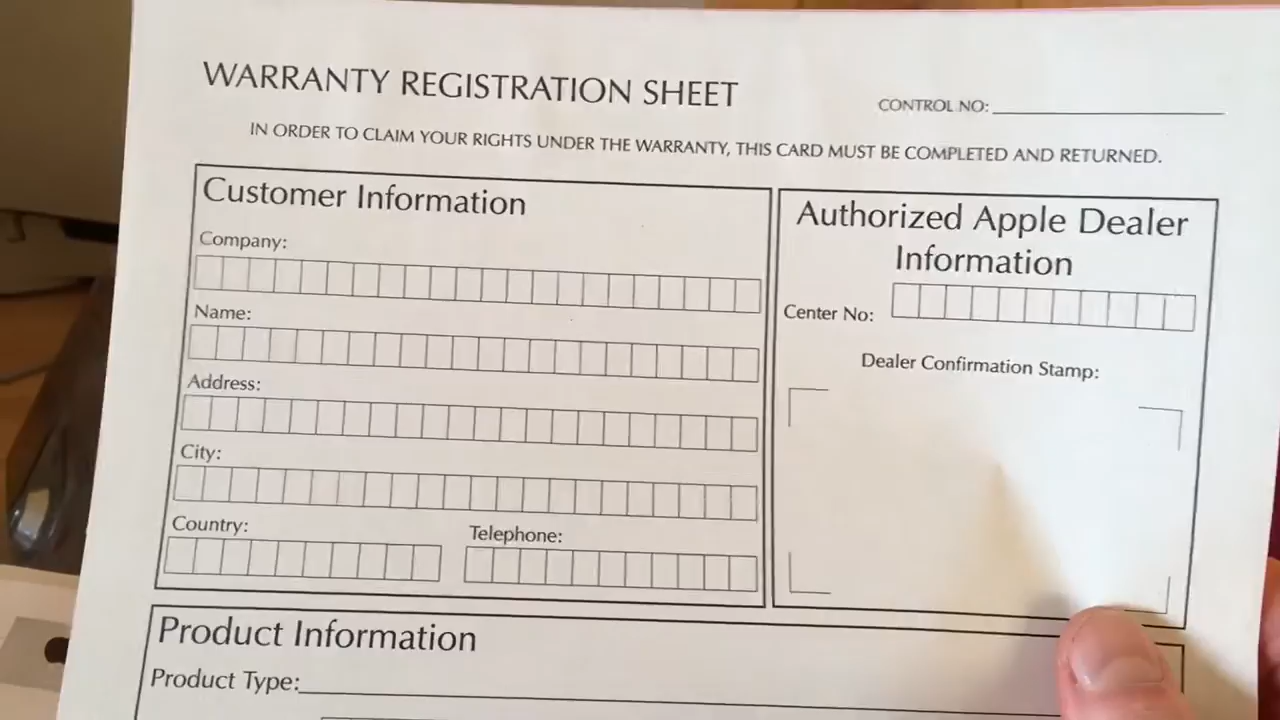 WARRANTY REGISTRATION SHEET
CONTROL NO:
IN ORDER TO CLAIM YOUR RIGHTS UNDER THE WARRANTY, THIS CARD MUST BE COMPLETED AND RETURNED.
Customer Information
Company:
Name:
Address:
City:
Country:
Telephone:
Authorized Apple Dealer
Information
Center No:
Dealer Confirmation Stamp:
Product Information
Product Type: